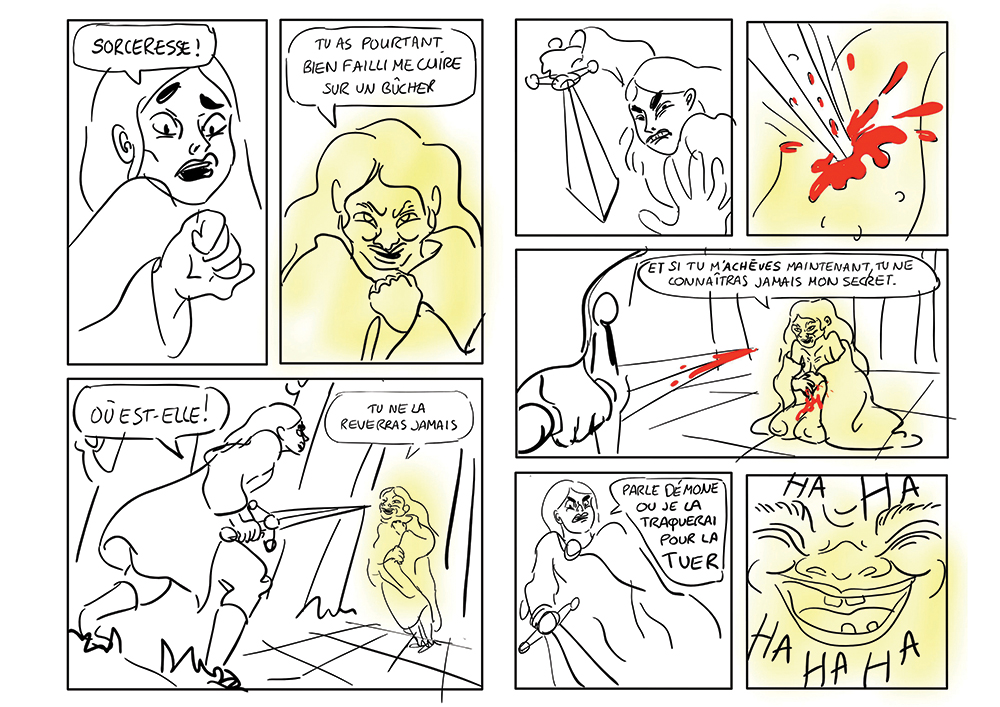 SORCERESSE !
TU AS POURTANT
BIEN FAILLI ME CUIRE
SUR UN BÛCHER
OÙ EST-ELLE !
TU NE LA
REVERRAS JAMAIS
ET SI TU M'ACHÈVES MAINTENANT, TU NE
CONNAÎTRAS JAMAIS MON SECRET.
PARLE DÉMONE
OU JE LA
TRAQUERAI
POUR LA
TUER
HA HA
HA HA HA